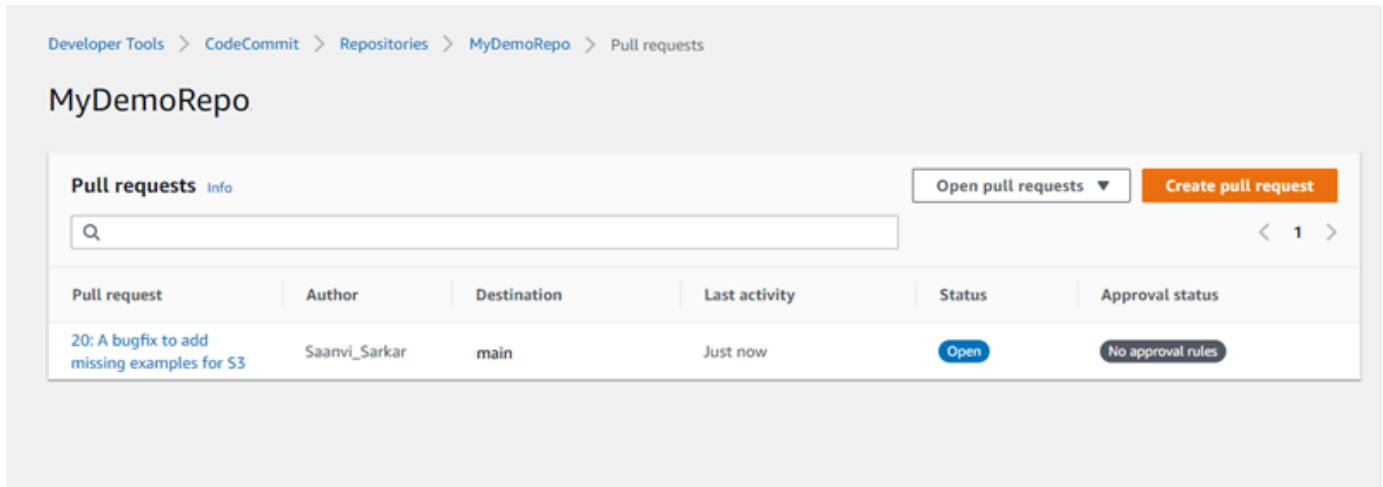 Developer Tools > CodeCommit > Repositories > MyDemoRepo > Pull requests
MyDemoRepo
Pull requests Info
Open pull requests ▼
Create pull request
< 1 >
Pull request Author Destination Last activity Status Approval status
20: A bugfix to add
missing examples for S3
Saanvi_Sarkar main Just now Open No approval rules